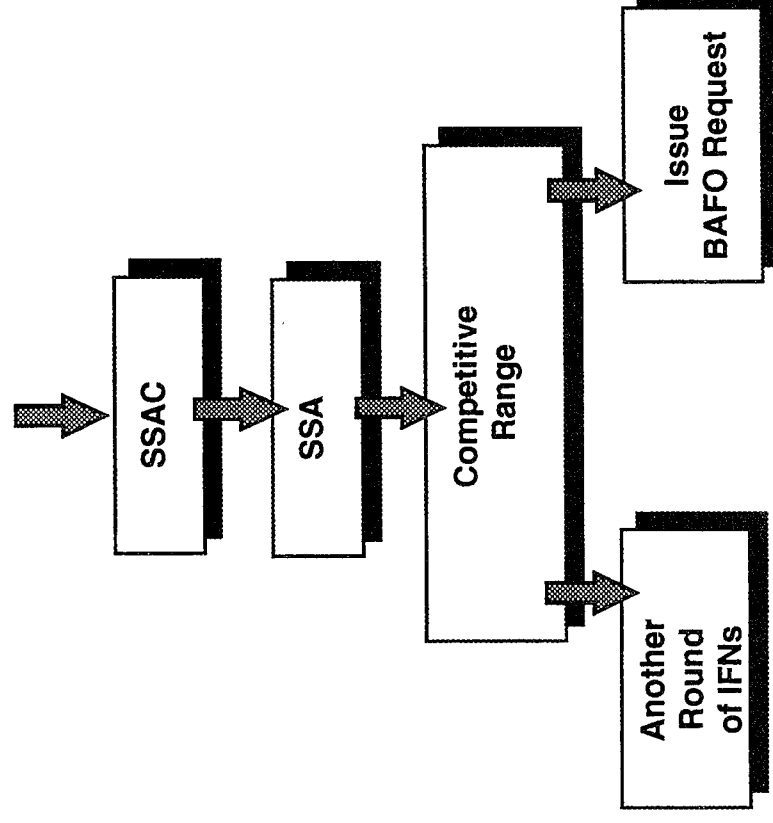 SSAC
SSA
Competitive
Range
Another
Round
of IFNs
Issue
BAFO Request